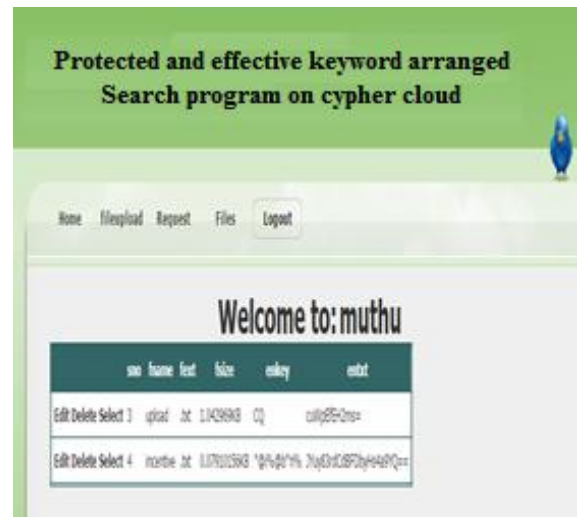 Protected and effective keyword arranged
Search program on cypher cloud
Home fileupload Request Files Logout
Welcome to: muthu
sno fname fext fsize enkey entxt
Edit Delete Select 3 upload .txt
Edit Delete Select 4 .txt